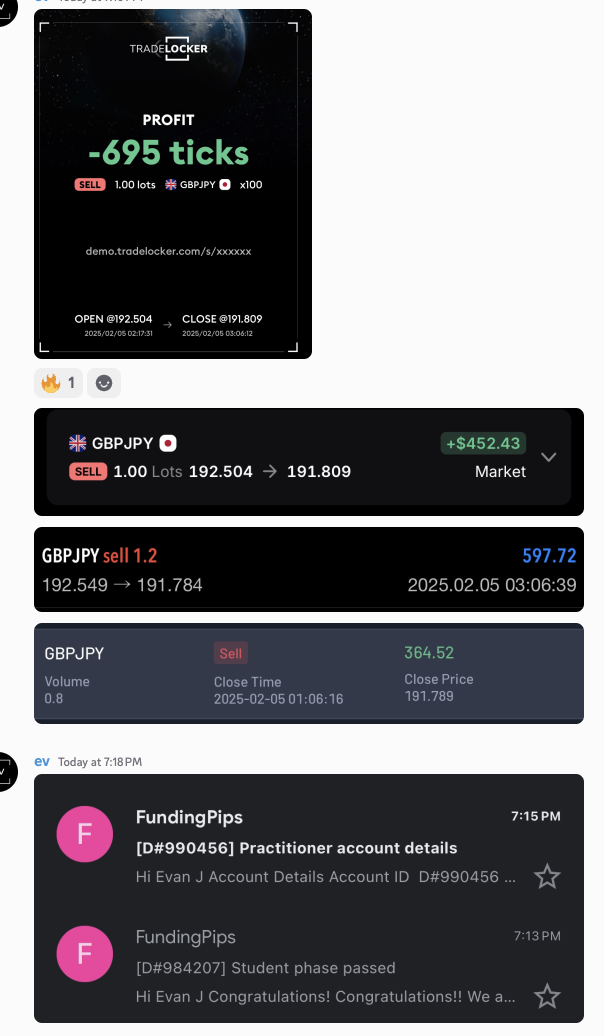 TRADELOCKER
PROFIT
-695 ticks
SELL 1.00 lots GBPJPY x100
demo.tradelocker.com/s/xxxxxx
OPEN @192.504 → CLOSE @191.809
2025/02/05 02:17:31 2025/02/05 03:06:12
1
GBPJPY +$452.43
SELL 1.00 Lots 192.504 → 191.809 Market
GBPJPY sell 1.2 597.72
192.549 → 191.784 2025.02.05 03:06:39
GBPJPY Sell 364.52
Volume Close Time Close Price
0.8 2025-02-05 01:06:16 191.789
ev Today at 7:18 PM
F
FundingPips 7:15 PM
[D#990456] Practitioner account details
Hi Evan J Account Details Account ID D#990456 ...
F
FundingPips 7:13 PM
[D#984207] Student phase passed
Hi Evan J Congratulations! Congratulations!! We a...